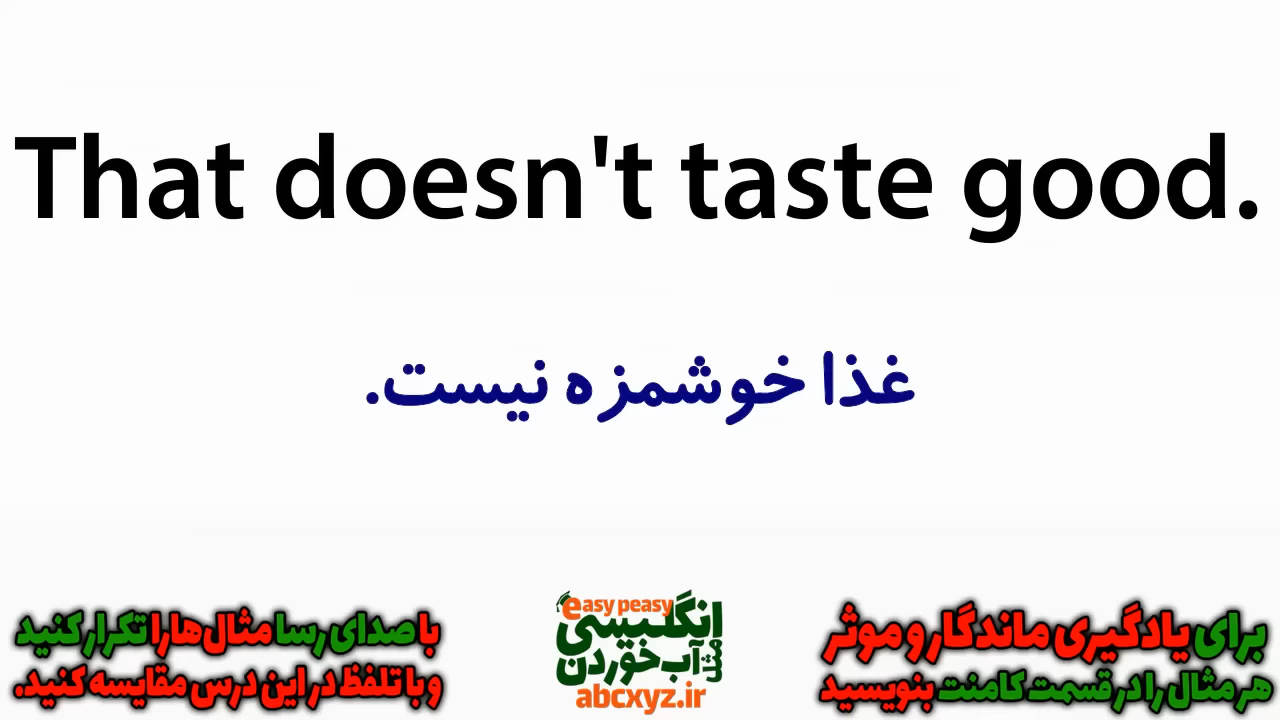 That doesn't taste good.
غذا خوشمزه نیست.
برای یادگیری ماندگار و موثر
هر مثال را در قسمت کامنت بنویسید
easy peasy
انگلیسی
مثل آب خوردن
abcxyz.ir
با صدای رسا مثال‌ها را تکرار کنید
و با تلفظ در این درس مقایسه کنید.